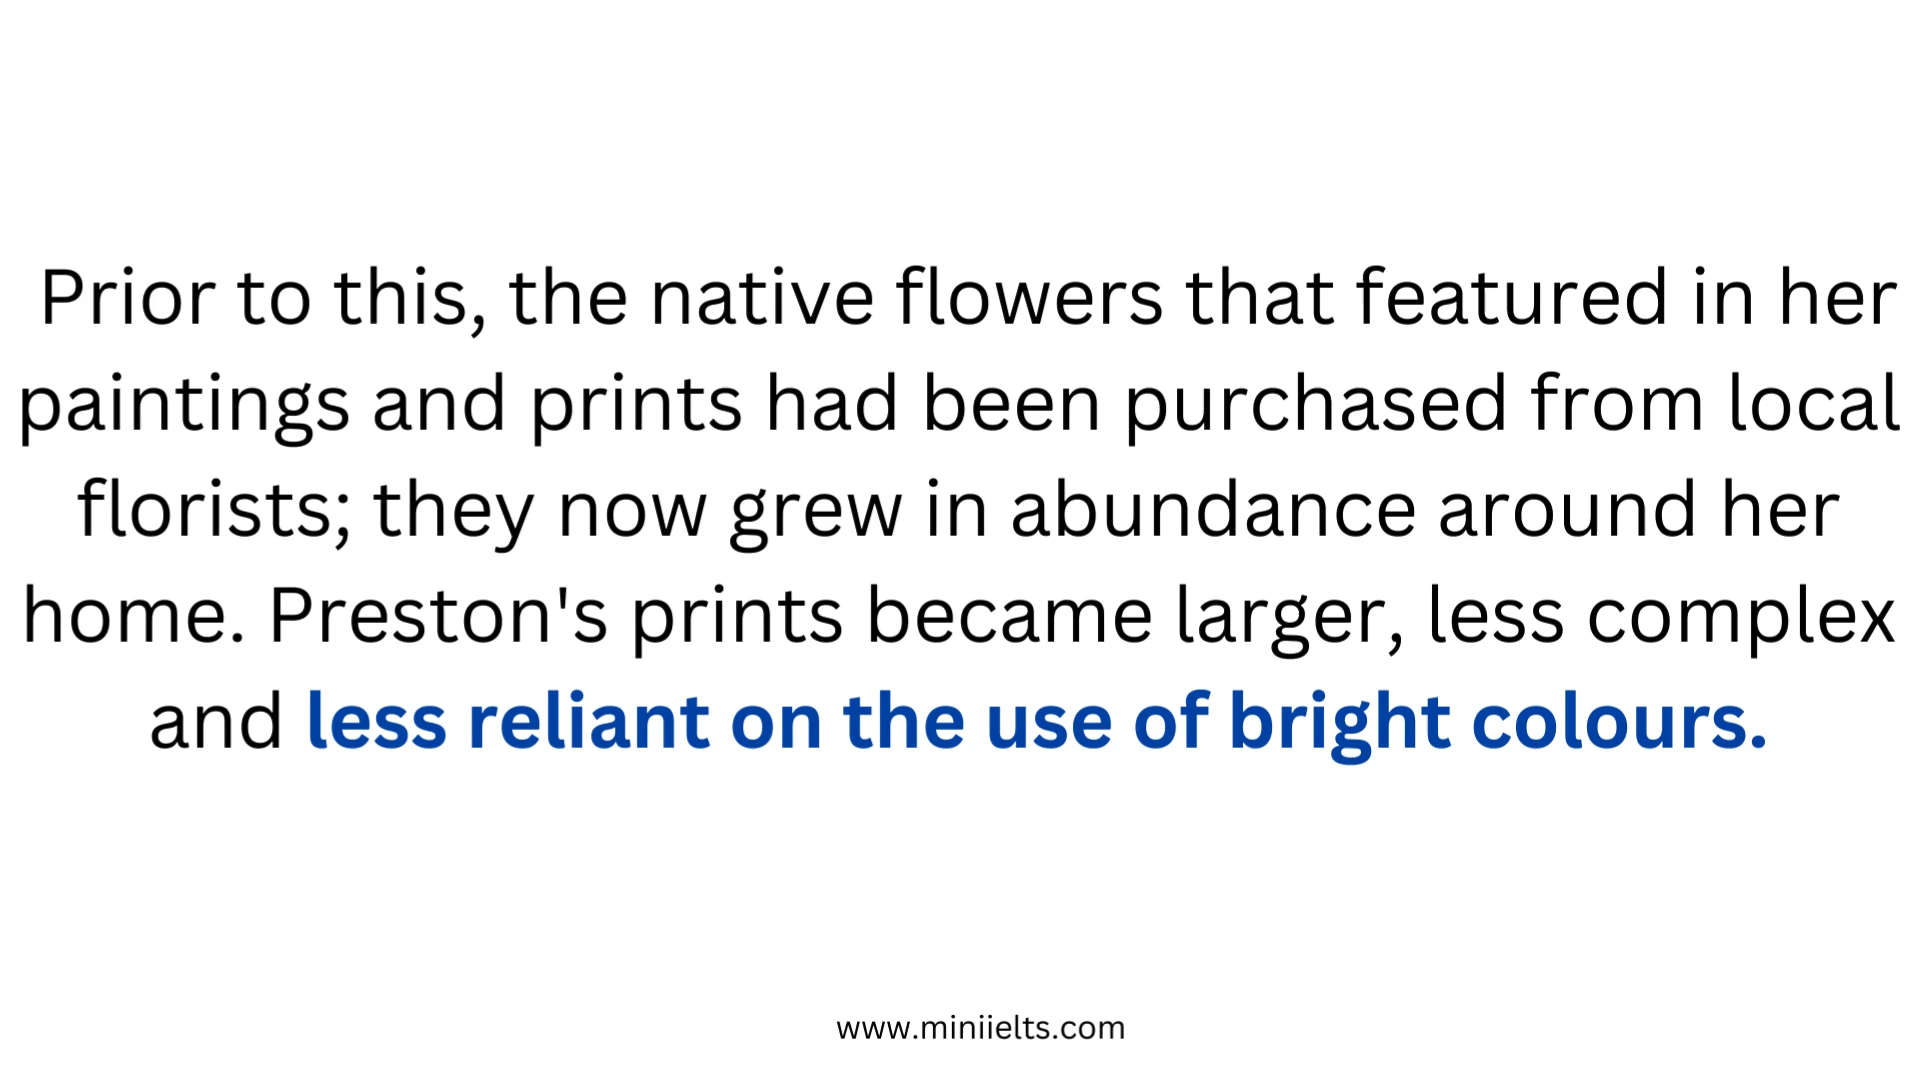 Prior to this, the native flowers that featured in her
paintings and prints had been purchased from local
florists; they now grew in abundance around her
home. Preston's prints became larger, less complex
and less reliant on the use of bright colours.
www.miniielts.com